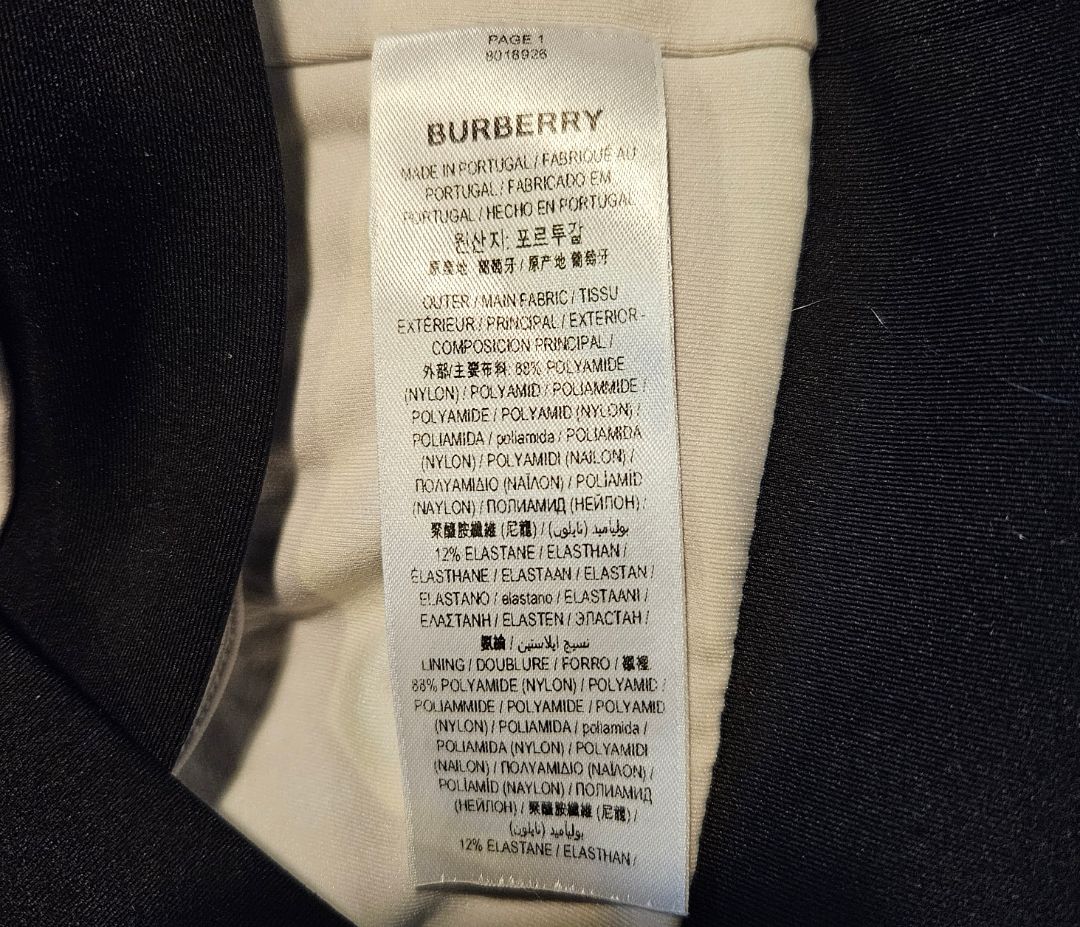 PAGE 1
8018926
BURBERRY
MADE IN PORTUGAL / FABRIQUÉ AU
PORTUGAL / FABRICADO EM
PORTUGAL / HECHO EN PORTUGAL
원산지: 포르투갈
原産地 葡萄牙 / 原产地 葡萄牙
OUTER / MAIN FABRIC / TISSU
EXTÉRIEUR / PRINCIPAL / EXTERIOR-
COMPOSICION PRINCIPAL /
外部/主要布料: 88% POLYAMIDE
(NYLON) / POLYAMID / POLIAMMIDE /
POLYAMIDE / POLYAMID (NYLON) /
POLIAMIDA / poliamida / POLIAMIDA
(NYLON) / POLYAMIDI (NAILON) /
ΠΟΛΥΑΜΙΔΙΟ (ΝΑΪΛΟΝ) / POLİAMİD
(NAYLON) / ПОЛИАМИД (НЕЙЛОН) /
聚醯胺纖維 (尼龍) / بولياميد (نايلون) /
12% ELASTANE / ELASTHAN /
ÉLASTHANE / ELASTAAN / ELASTAN /
ELASTANO / elastano / ELASTAANI /
ΕΛΑΣΤΑΝΗ / ELASTEN / ЭЛАСТАН /
氨綸 / نسيج ايلاستين
LINING / DOUBLURE / FORRO / 襯裡
88% POLYAMIDE (NYLON) / POLYAMID /
POLIAMMIDE / POLYAMIDE / POLYAMID
(NYLON) / POLIAMIDA / poliamida /
POLIAMIDA (NYLON) / POLYAMIDI
(NAILON) / ΠΟΛΥΑΜΙΔΙΟ (ΝΑΪΛΟΝ) /
POLİAMİD (NAYLON) / ПОЛИАМИД
(НЕЙЛОН) / 聚醯胺纖維 (尼龍) /
بولياميد (نايلون)
12% ELASTANE / ELASTHAN /